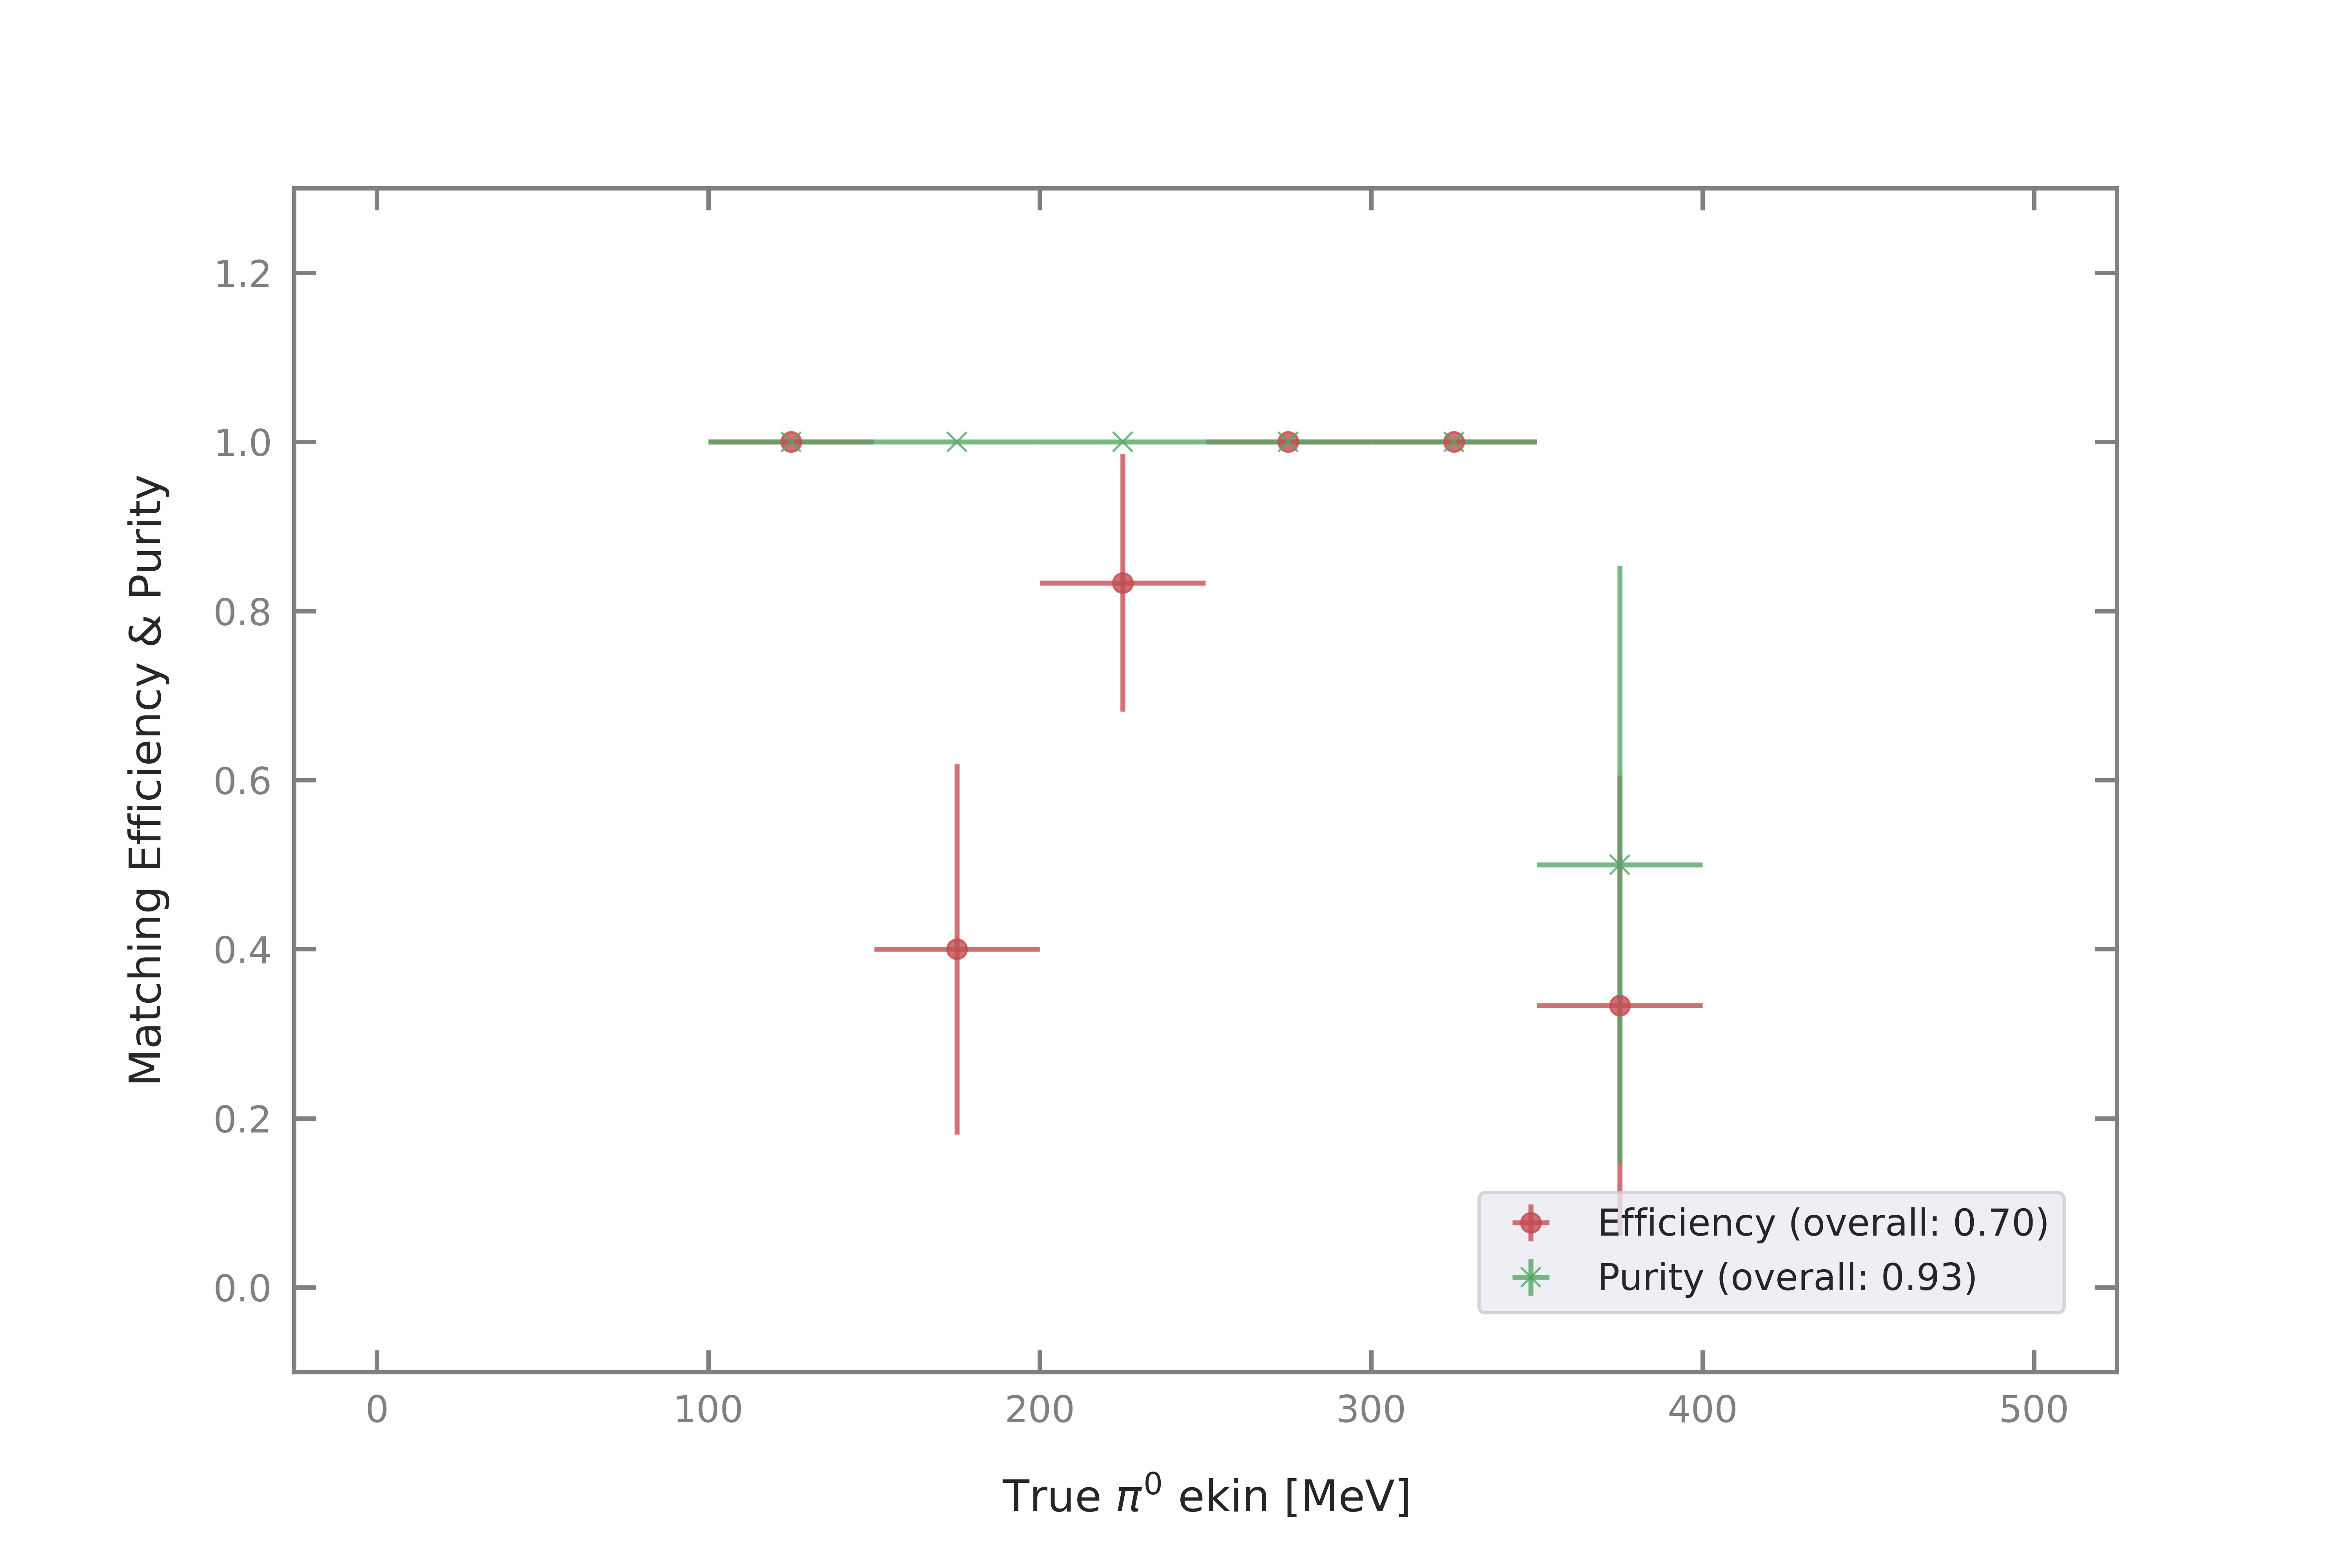 Matching Efficiency & Purity
1.2
1.0
0.8
0.6
0.4
0.2
0.0
Efficiency (overall: 0.70)
Purity (overall: 0.93)
0 100 200 300 400 500
True π⁰ ekin [MeV]